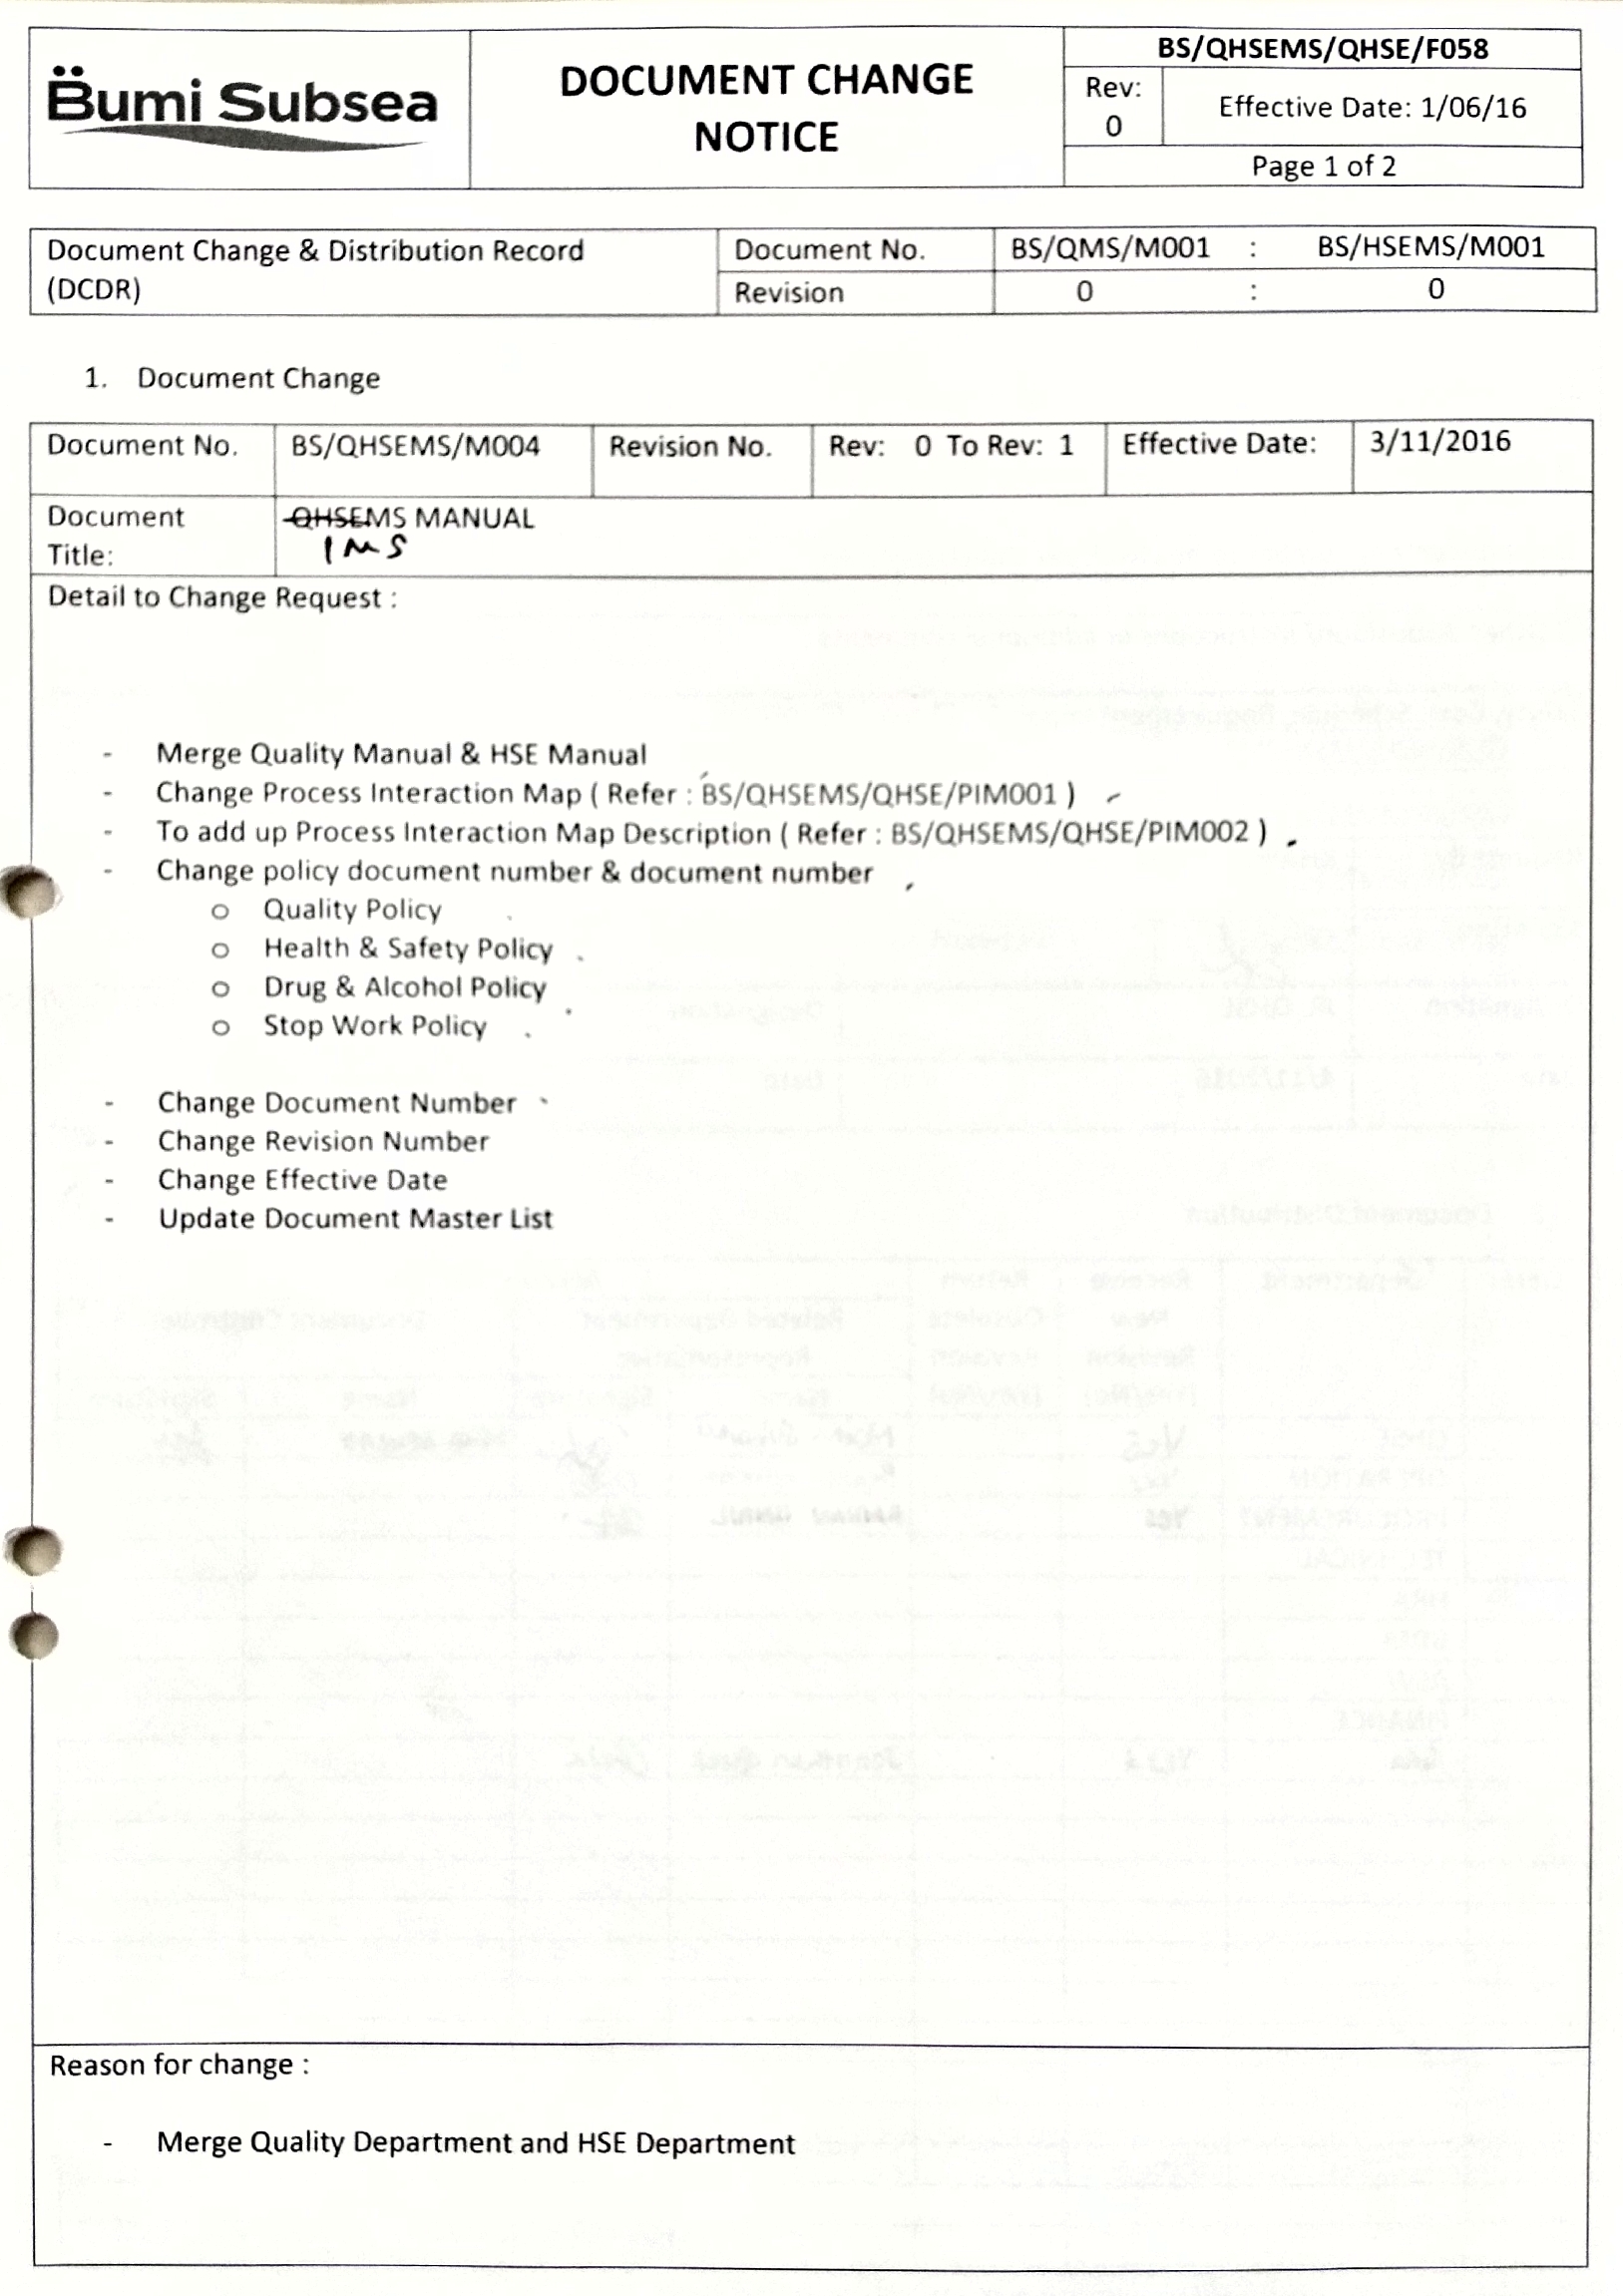 Bumi Subsea
DOCUMENT CHANGE
NOTICE
BS/QHSEMS/QHSE/F058
Rev:
0
Effective Date: 1/06/16
Page 1 of 2
Document Change & Distribution Record
(DCDR)
Document No. BS/QMS/M001 : BS/HSEMS/M001
Revision 0 : 0
1. Document Change
Document No. BS/QHSEMS/M004 Revision No. Rev: 0 To Rev: 1 Effective Date: 3/11/2016
Document
Title:
QHSEMS MANUAL
IMS
Detail to Change Request :
- Merge Quality Manual & HSE Manual
- Change Process Interaction Map ( Refer : BS/QHSEMS/QHSE/PIM001 )
- To add up Process Interaction Map Description ( Refer : BS/QHSEMS/QHSE/PIM002 )
- Change policy document number & document number
o Quality Policy
o Health & Safety Policy
o Drug & Alcohol Policy
o Stop Work Policy
- Change Document Number
- Change Revision Number
- Change Effective Date
- Update Document Master List
Reason for change :
- Merge Quality Department and HSE Department